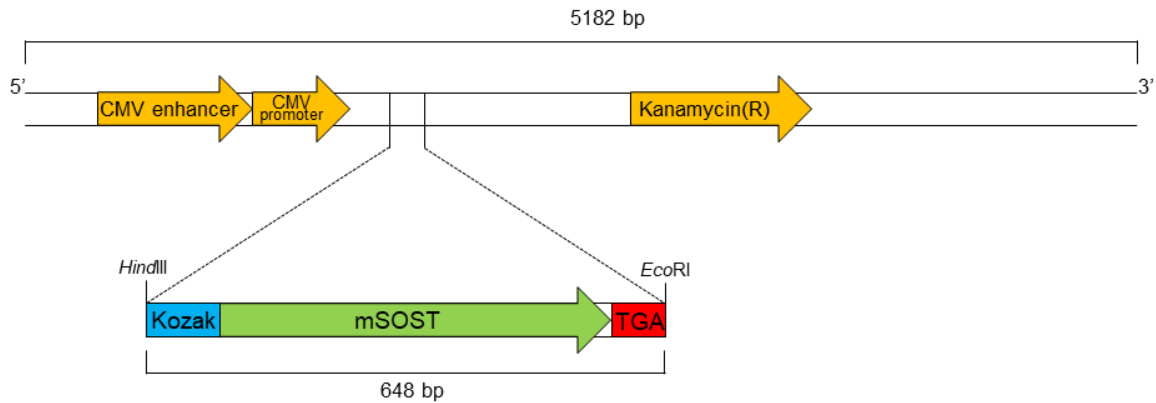 5182 bp
5’
3’
CMV enhancer
CMV
promoter
Kanamycin(R)
HindIII
EcoRI
Kozak
mSOST
TGA
648 bp